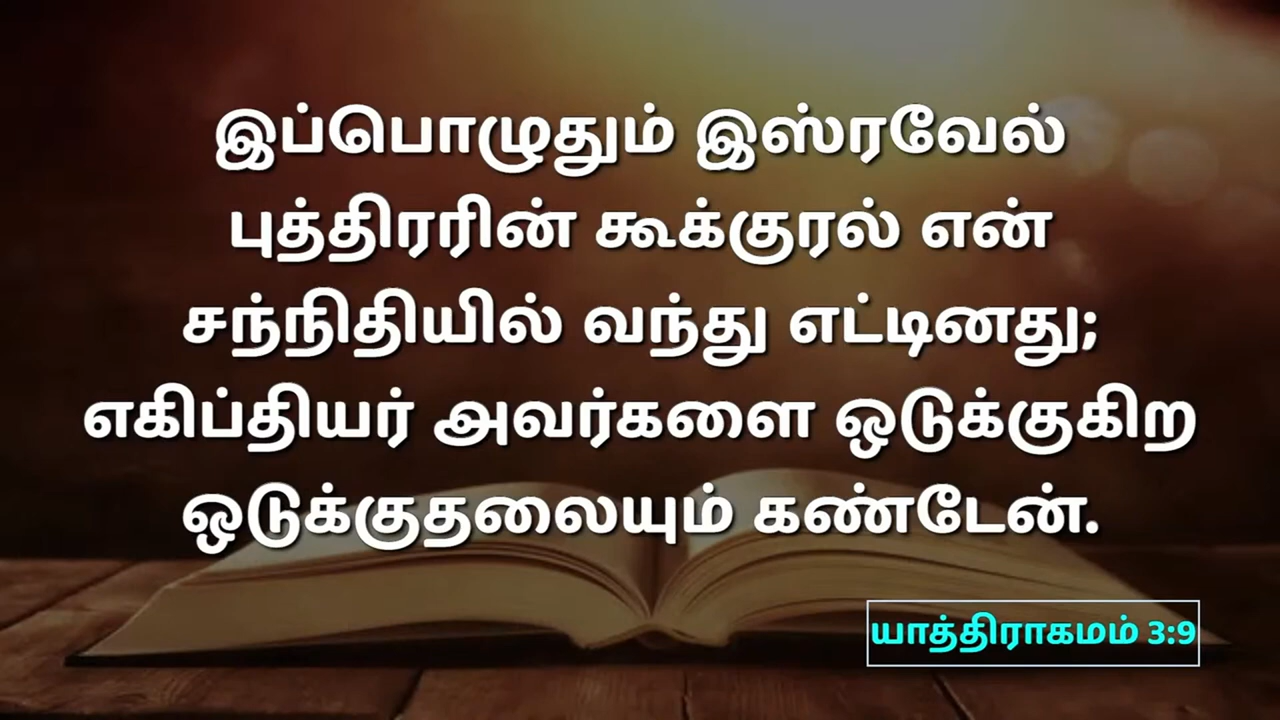 இப்பொழுதும் இஸ்ரவேல்
புத்திரரின் கூக்குரல் என்
சந்நிதியில் வந்து எட்டினது;
எகிப்தியர் அவர்களை ஒடுக்குகிற
ஒடுக்குதலையும் கண்டேன்.
யாத்திராகமம் 3:9